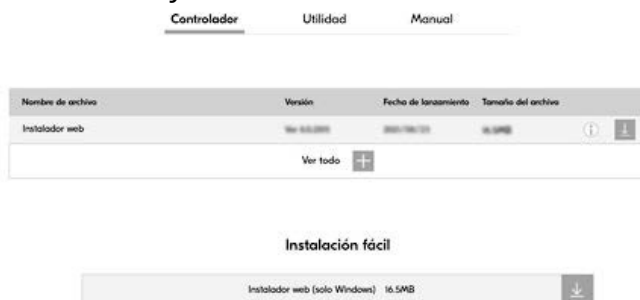 Controlador Utilidad Manual
Nombre de archivo Versión Fecha de lanzamiento Tamaño del archivo
Instalador web
Ver todo
Instalación fácil
Instalador web (solo Windows) 16.5MB